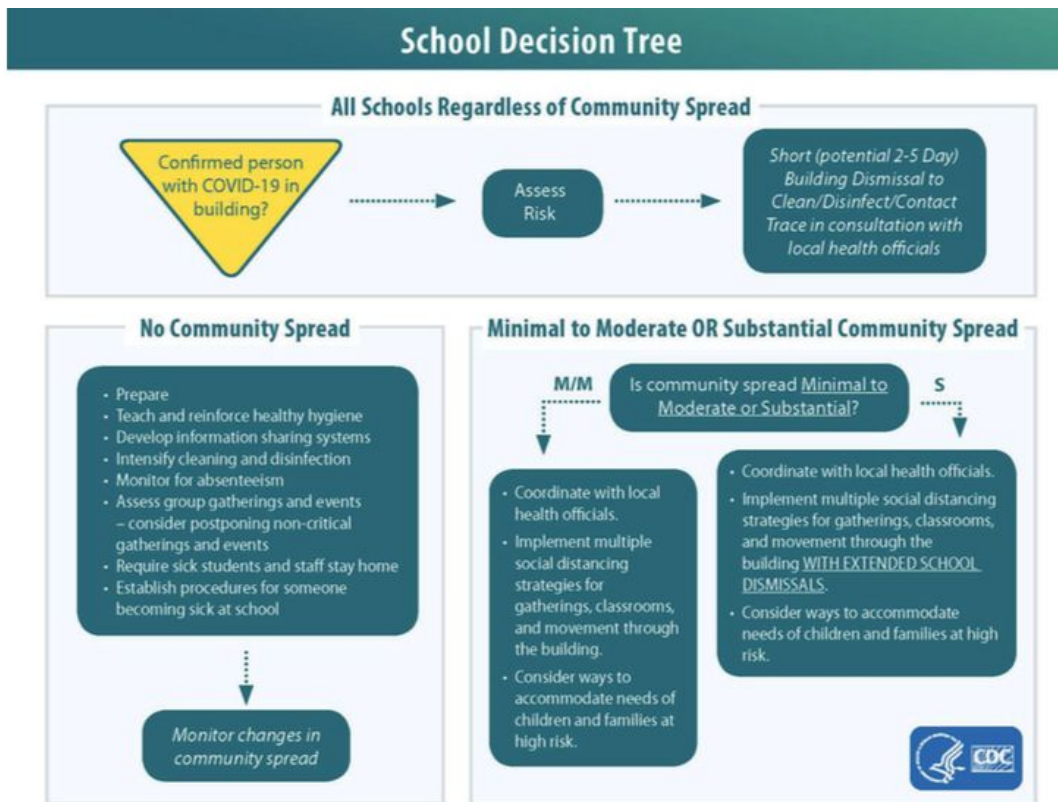 School Decision Tree
All Schools Regardless of Community Spread
Confirmed person
with COVID-19 in
building?
Assess
Risk
Short (potential 2-5 Day)
Building Dismissal to
Clean/Disinfect/Contact
Trace in consultation with
local health officials
No Community Spread
• Prepare
• Teach and reinforce healthy hygiene
• Develop information sharing systems
• Intensify cleaning and disinfection
• Monitor for absenteeism
• Assess group gatherings and events
– consider postponing non-critical
gatherings and events
• Require sick students and staff stay home
• Establish procedures for someone
becoming sick at school
Monitor changes in
community spread
Minimal to Moderate OR Substantial Community Spread
Is community spread Minimal to
Moderate or Substantial?
M/M
• Coordinate with local
health officials.
• Implement multiple
social distancing
strategies for
gatherings, classrooms,
and movement through
the building.
• Consider ways to
accommodate needs of
children and families at
high risk.
S
• Coordinate with local health officials.
• Implement multiple social distancing
strategies for gatherings, classrooms,
and movement through the
building WITH EXTENDED SCHOOL
DISMISSALS.
• Consider ways to accommodate
needs of children and families at high
risk.
CDC